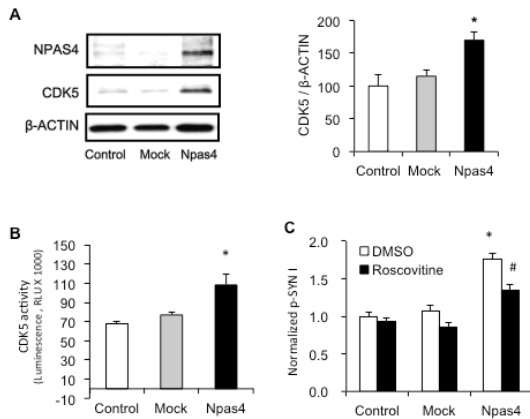 A
NPAS4
CDK5
β-ACTIN
Control Mock Npas4
CDK5 / β-ACTIN
200
150
100
50
0
*
Control Mock Npas4
B
CDK5 activity
(Luminescence, RLU X 1000)
150
130
110
90
70
50
30
10
-10
*
Control Mock Npas4
C
Normalized p-SYN I
2.0
1.5
1.0
0.5
0.0
*
#
DMSO
Roscovitine
Control Mock Npas4